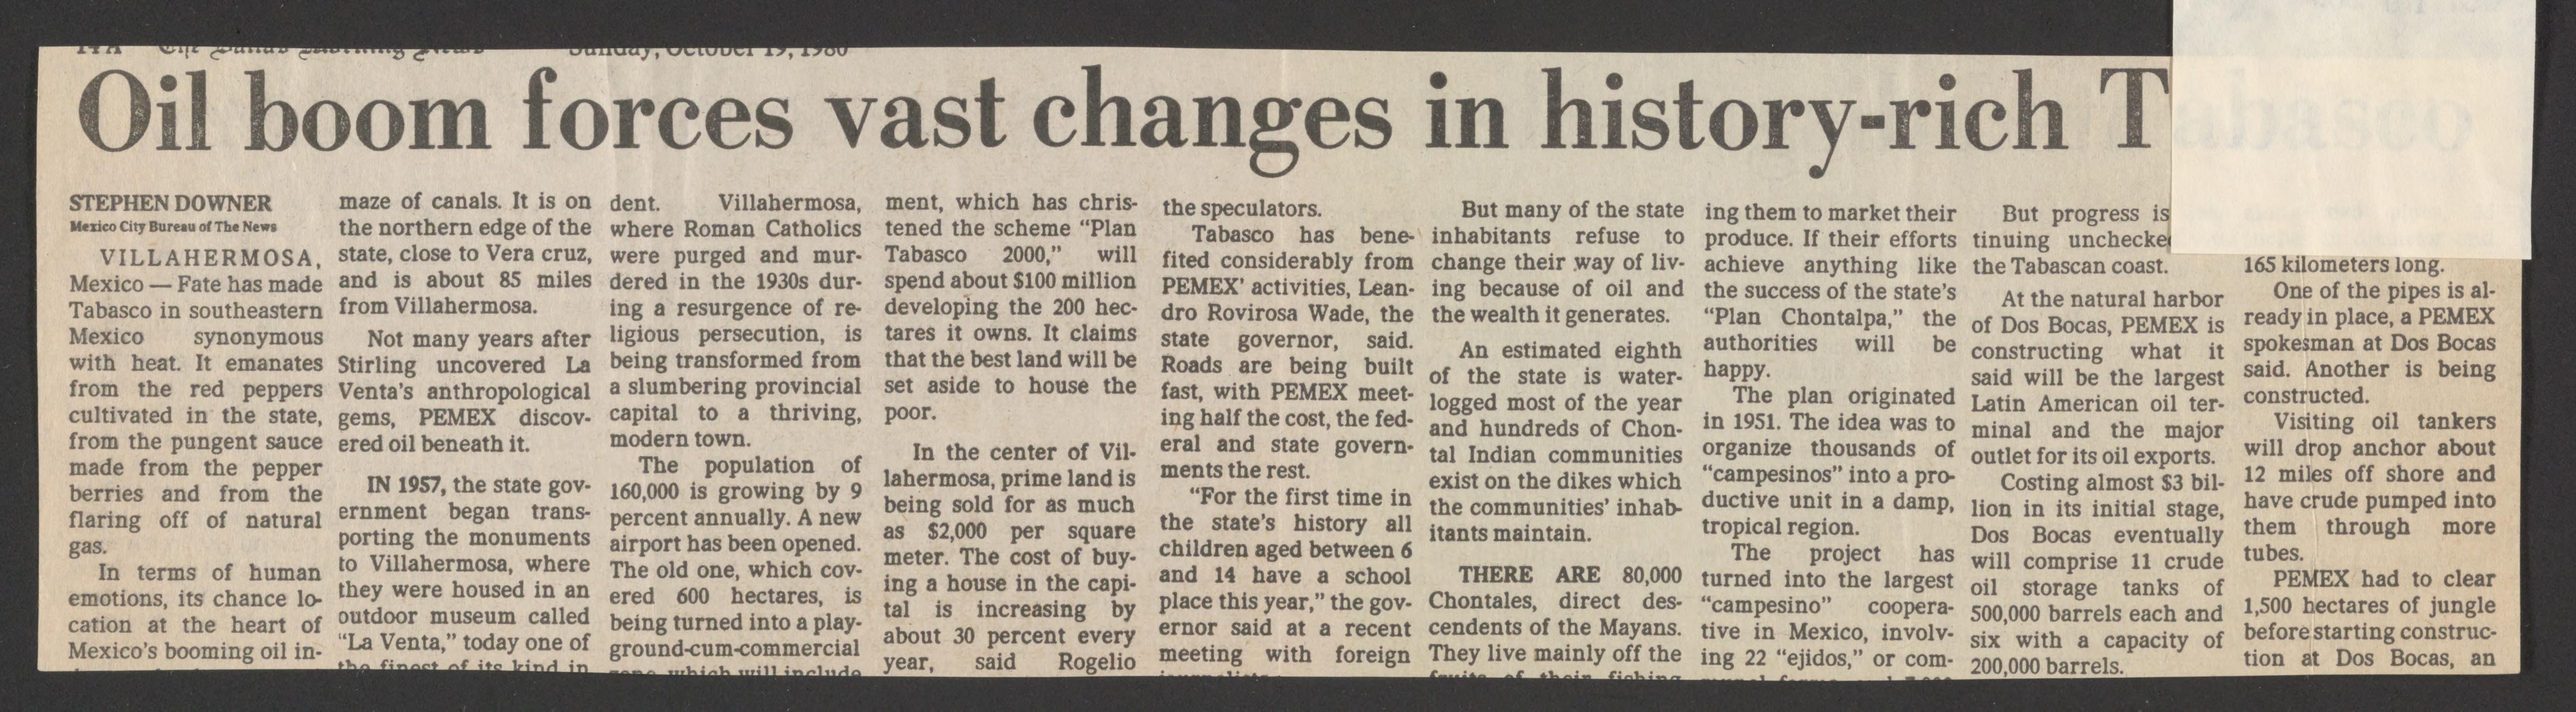 14A The Dallas Morning News Sunday, October 19, 1980
Oil boom forces vast changes in history-rich T
STEPHEN DOWNER
Mexico City Bureau of The News
VILLAHERMOSA,
Mexico — Fate has made
Tabasco in southeastern
Mexico synonymous
with heat. It emanates
from the red peppers
cultivated in the state,
from the pungent sauce
made from the pepper
berries and from the
flaring off of natural
gas.
In terms of human
emotions, its chance lo-
cation at the heart of
Mexico's booming oil in-
maze of canals. It is on
the northern edge of the
state, close to Vera cruz,
and is about 85 miles
from Villahermosa.
Not many years after
Stirling uncovered La
Venta's anthropological
gems, PEMEX discov-
ered oil beneath it.
IN 1957, the state gov-
ernment began trans-
porting the monuments
to Villahermosa, where
they were housed in an
outdoor museum called
"La Venta," today one of
the finest of its kind in
dent. Villahermosa,
where Roman Catholics
were purged and mur-
dered in the 1930s dur-
ing a resurgence of re-
ligious persecution, is
being transformed from
a slumbering provincial
capital to a thriving,
modern town.
The population of
160,000 is growing by 9
percent annually. A new
airport has been opened.
The old one, which cov-
ered 600 hectares, is
being turned into a play-
ground-cum-commercial
zone which will include
ment, which has chris-
tened the scheme "Plan
Tabasco 2000," will
spend about $100 million
developing the 200 hec-
tares it owns. It claims
that the best land will be
set aside to house the
poor.
In the center of Vil-
lahermosa, prime land is
being sold for as much
as $2,000 per square
meter. The cost of buy-
ing a house in the capi-
tal is increasing by
about 30 percent every
year, said Rogelio
the speculators.
Tabasco has bene-
fited considerably from
PEMEX' activities, Lean-
dro Rovirosa Wade, the
state governor, said.
Roads are being built
fast, with PEMEX meet-
ing half the cost, the fed-
eral and state govern-
ments the rest.
"For the first time in
the state's history all
children aged between 6
and 14 have a school
place this year," the gov-
ernor said at a recent
meeting with foreign
journalists
But many of the state
inhabitants refuse to
change their way of liv-
ing because of oil and
the wealth it generates.
An estimated eighth
of the state is water-
logged most of the year
and hundreds of Chon-
tal Indian communities
exist on the dikes which
the communities' inhab-
itants maintain.
THERE ARE 80,000
Chontales, direct des-
cendents of the Mayans.
They live mainly off the
fruits of their fishing
ing them to market their
produce. If their efforts
achieve anything like
the success of the state's
"Plan Chontalpa," the
authorities will be
happy.
The plan originated
in 1951. The idea was to
organize thousands of
"campesinos" into a pro-
ductive unit in a damp,
tropical region.
The project has
turned into the largest
"campesino" coopera-
tive in Mexico, involv-
ing 22 "ejidos," or com-
But progress is
tinuing unchecke
the Tabascan coast.
At the natural harbor
of Dos Bocas, PEMEX is
constructing what it
said will be the largest
Latin American oil ter-
minal and the major
outlet for its oil exports.
Costing almost $3 bil-
lion in its initial stage,
Dos Bocas eventually
will comprise 11 crude
oil storage tanks of
500,000 barrels each and
six with a capacity of
200,000 barrels.
165 kilometers long.
One of the pipes is al-
ready in place, a PEMEX
spokesman at Dos Bocas
said. Another is being
constructed.
Visiting oil tankers
will drop anchor about
12 miles off shore and
have crude pumped into
them through more
tubes.
PEMEX had to clear
1,500 hectares of jungle
before starting construc-
tion at Dos Bocas, an